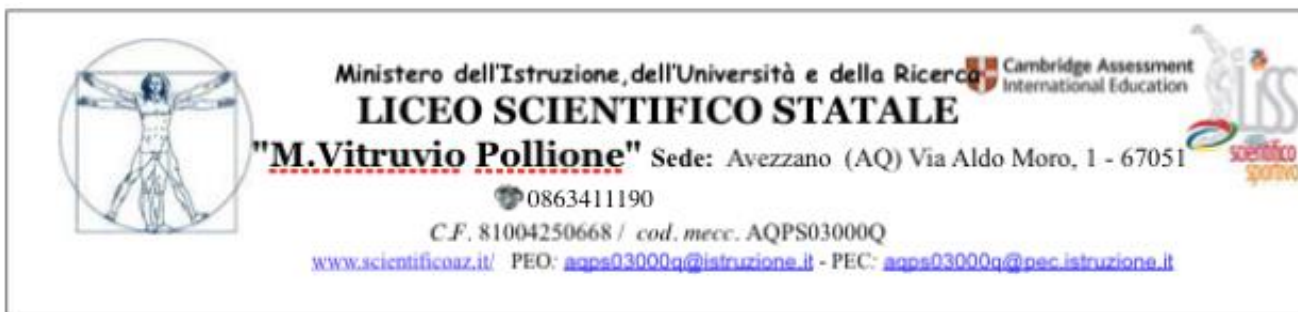 Ministero dell'Istruzione, dell'Università e della Ricerca
Cambridge Assessment
International Education
LICEO SCIENTIFICO STATALE
LiSS
"M.Vitruvio Pollione" Sede: Avezzano (AQ) Via Aldo Moro, 1 - 67051
scientifico
sportivo
0863411190
C.F. 81004250668 / cod. mecc. AQPS03000Q
www.scientificoaz.it/ PEO: aqps03000q@istruzione.it - PEC: aqps03000q@pec.istruzione.it